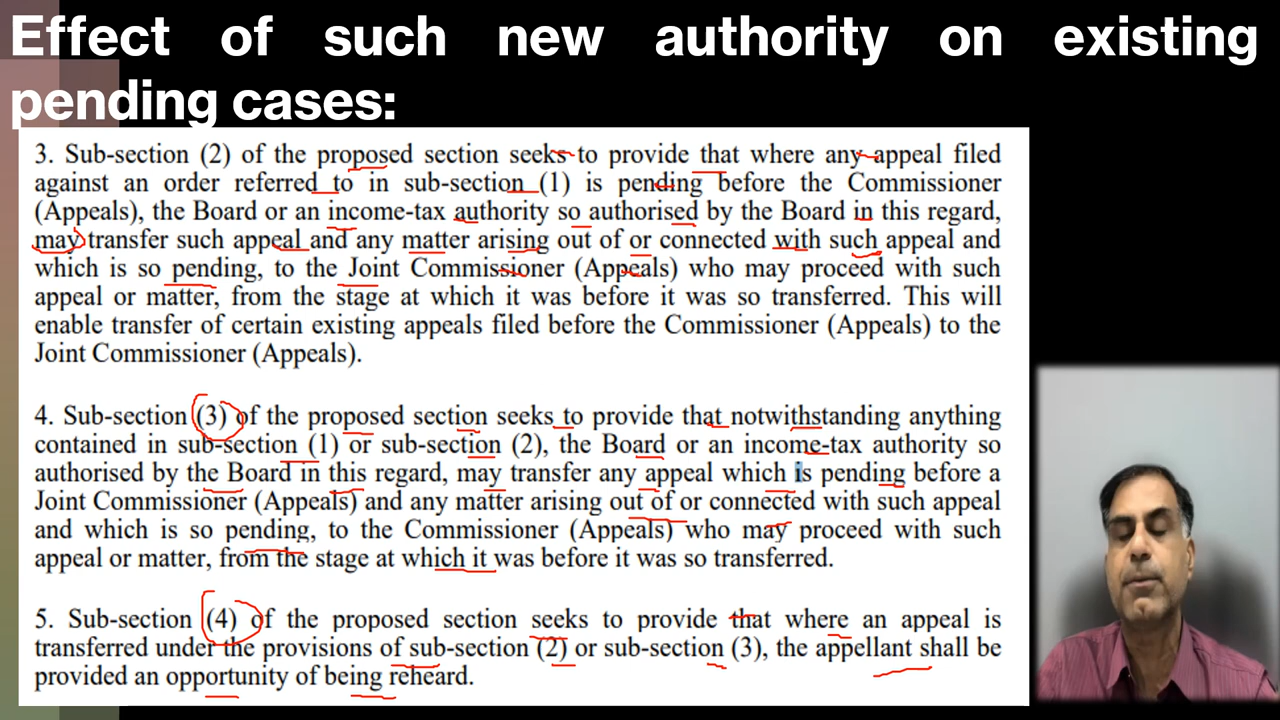 Effect of such new authority on existing
pending cases:
3. Sub-section (2) of the proposed section seeks to provide that where any appeal filed
against an order referred to in sub-section (1) is pending before the Commissioner
(Appeals), the Board or an income-tax authority so authorised by the Board in this regard,
may transfer such appeal and any matter arising out of or connected with such appeal and
which is so pending, to the Joint Commissioner (Appeals) who may proceed with such
appeal or matter, from the stage at which it was before it was so transferred. This will
enable transfer of certain existing appeals filed before the Commissioner (Appeals) to the
Joint Commissioner (Appeals).
4. Sub-section (3) of the proposed section seeks to provide that notwithstanding anything
contained in sub-section (1) or sub-section (2), the Board or an income-tax authority so
authorised by the Board in this regard, may transfer any appeal which is pending before a
Joint Commissioner (Appeals) and any matter arising out of or connected with such appeal
and which is so pending, to the Commissioner (Appeals) who may proceed with such
appeal or matter, from the stage at which it was before it was so transferred.
5. Sub-section (4) of the proposed section seeks to provide that where an appeal is
transferred under the provisions of sub-section (2) or sub-section (3), the appellant shall be
provided an opportunity of being reheard.